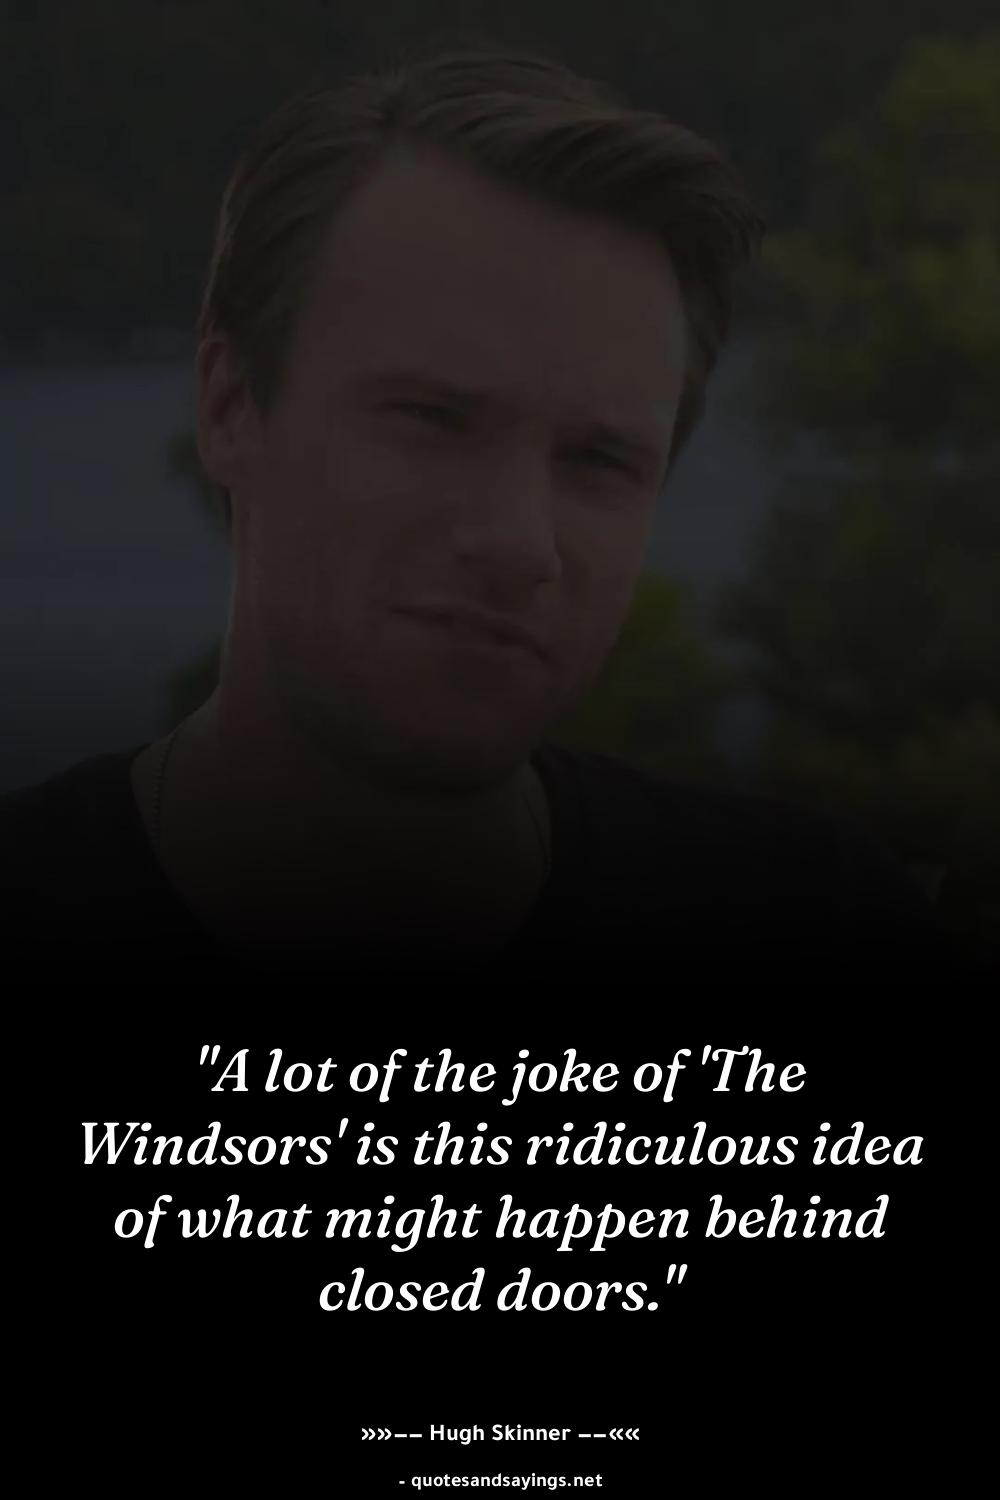 "A lot of the joke of 'The
Windsors' is this ridiculous idea
of what might happen behind
closed doors."
»»−− Hugh Skinner −−««
- quotesandsayings.net